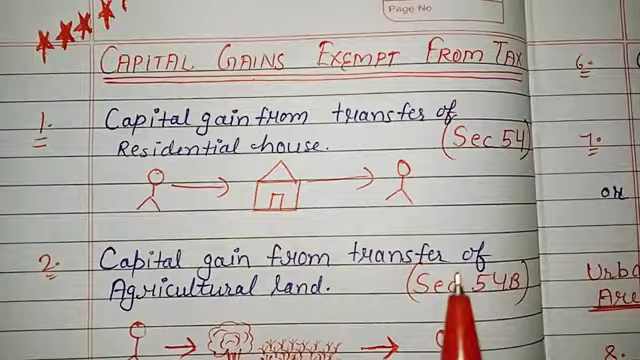 Page No
CAPITAL GAINS EXEMPT FROM TAX
1. Capital gain from transfer of
Residential house. (Sec 54)
2. Capital gain from transfer of
Agricultural land. (Sec 54B)
6.
7.
or
Urba
Are
8.